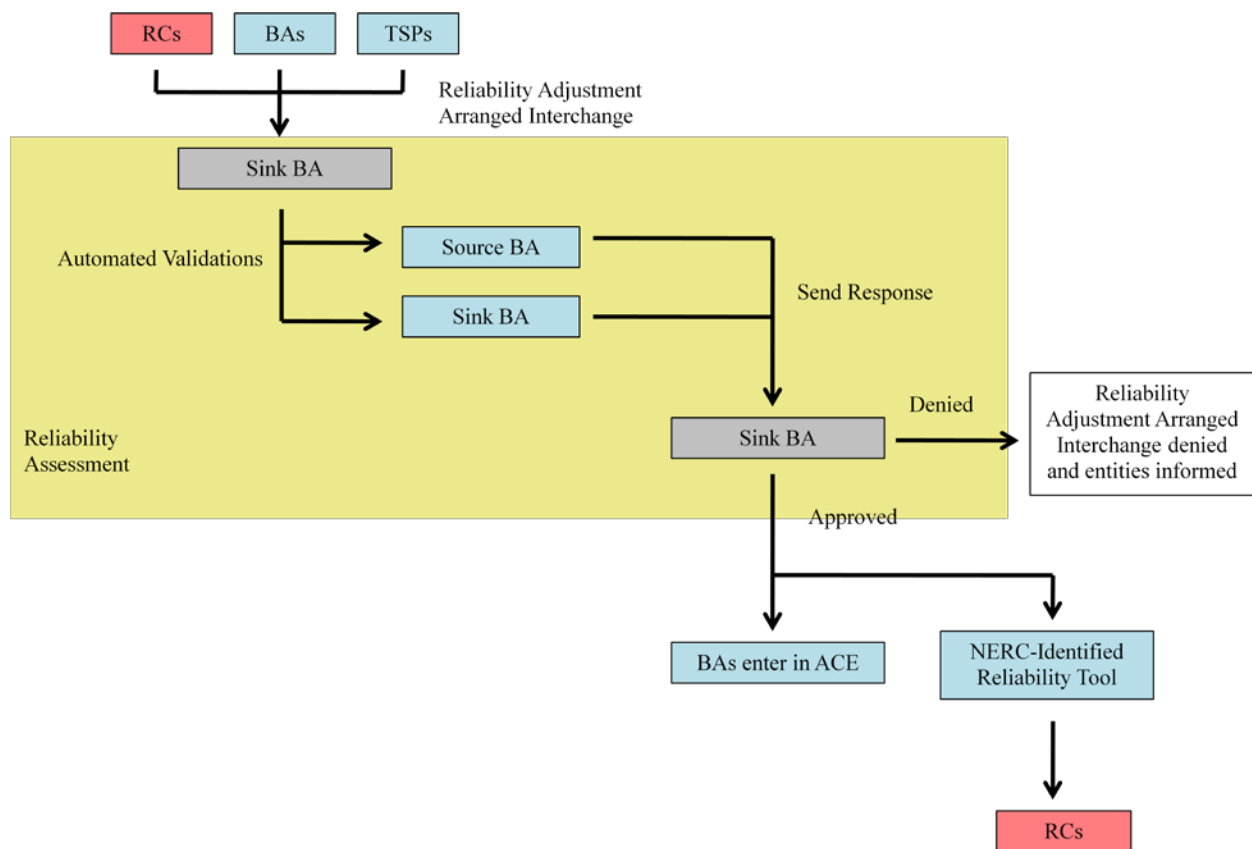 RCs
BAs
TSPs
Reliability Adjustment
Arranged Interchange
Sink BA
Automated Validations
Source BA
Sink BA
Send Response
Reliability
Assessment
Sink BA
Denied
Reliability
Adjustment Arranged
Interchange denied
and entities informed
Approved
BAs enter in ACE
NERC-Identified
Reliability Tool
RCs